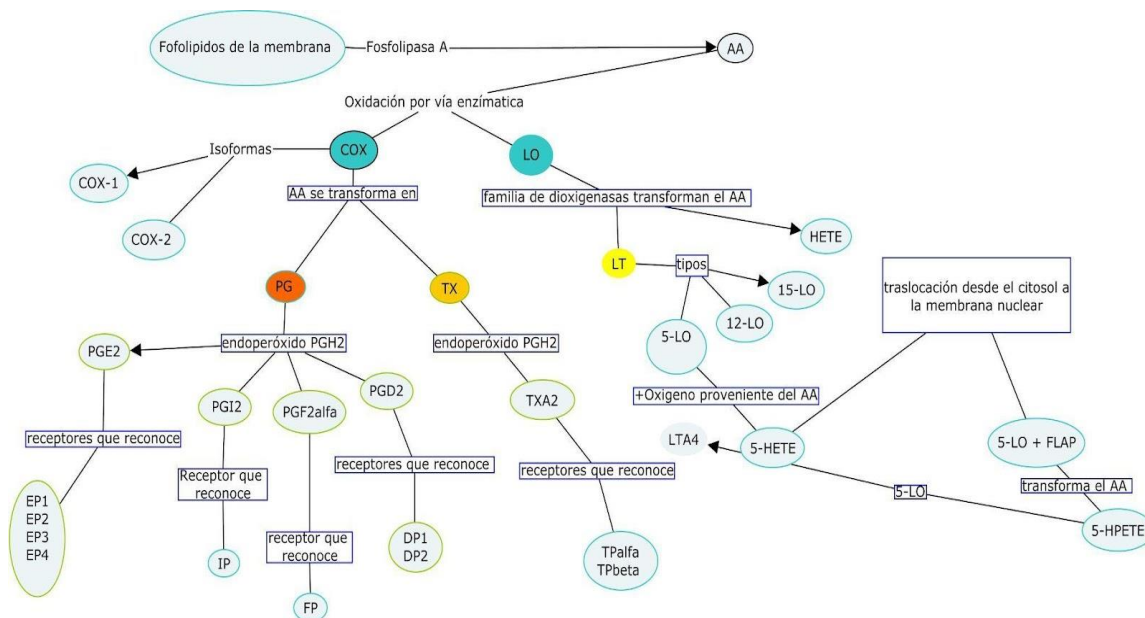 Fofolipidos de la membrana
Fosfolipasa A
AA
Oxidación por vía enzímatica
Isoformas
COX
LO
COX-1
COX-2
AA se transforma en
familia de dioxigenasas transforman el AA
HETE
PG
TX
LT
tipos
15-LO
12-LO
5-LO
traslocación desde el citosol a
la membrana nuclear
endoperóxido PGH2
endoperóxido PGH2
PGE2
PGI2
PGF2alfa
PGD2
TXA2
+Oxigeno proveniente del AA
receptores que reconoce
Receptor que
reconoce
receptores que reconoce
receptores que reconoce
LTA4
5-HETE
5-LO + FLAP
transforma el AA
5-LO
5-HPETE
EP1
EP2
EP3
EP4
IP
receptor que
reconoce
FP
DP1
DP2
TPalfa
TPbeta